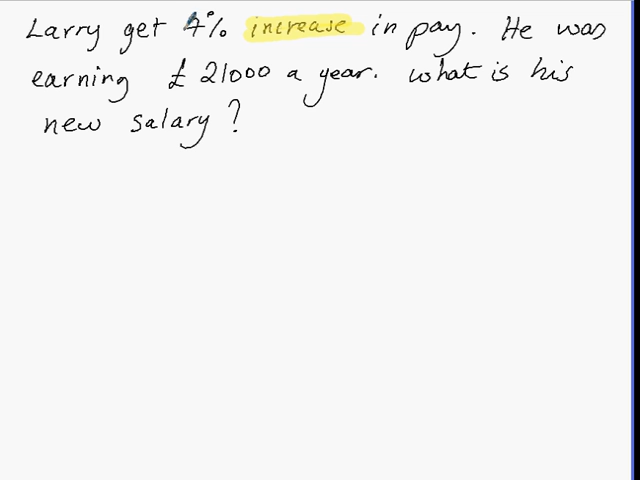 Larry get 4% increase in pay. He was
earning £21000 a year. what is his
new salary?